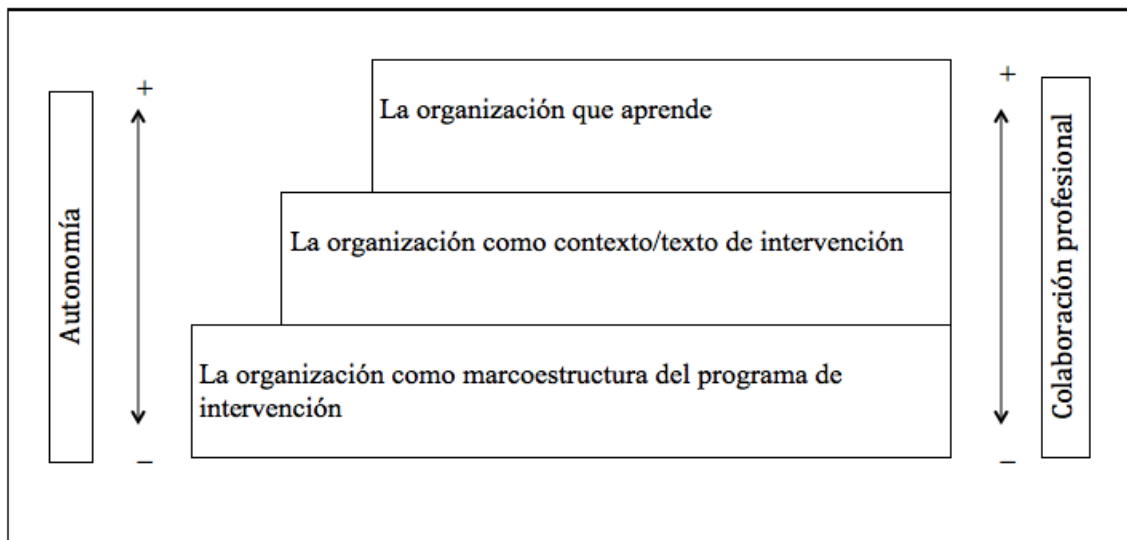 +
+
La organización que aprende
Autonomía
La organización como contexto/texto de intervención
Colaboración profesional
La organización como marcoestructura del programa de
intervención
–
–